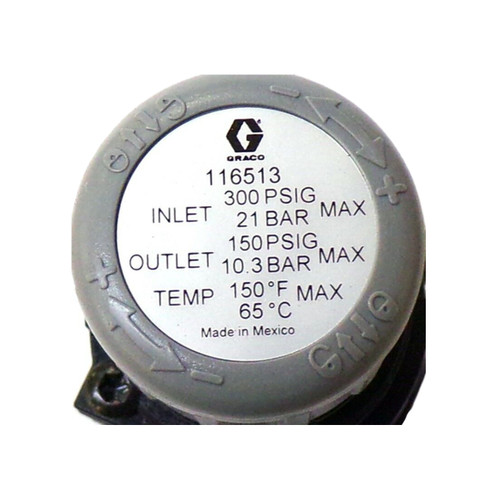 GRACO
116513
INLET 300 PSIG 21 BAR MAX
OUTLET 150 PSIG 10.3 BAR MAX
TEMP 150 °F 65 °C MAX
Made in Mexico
- +
+ -